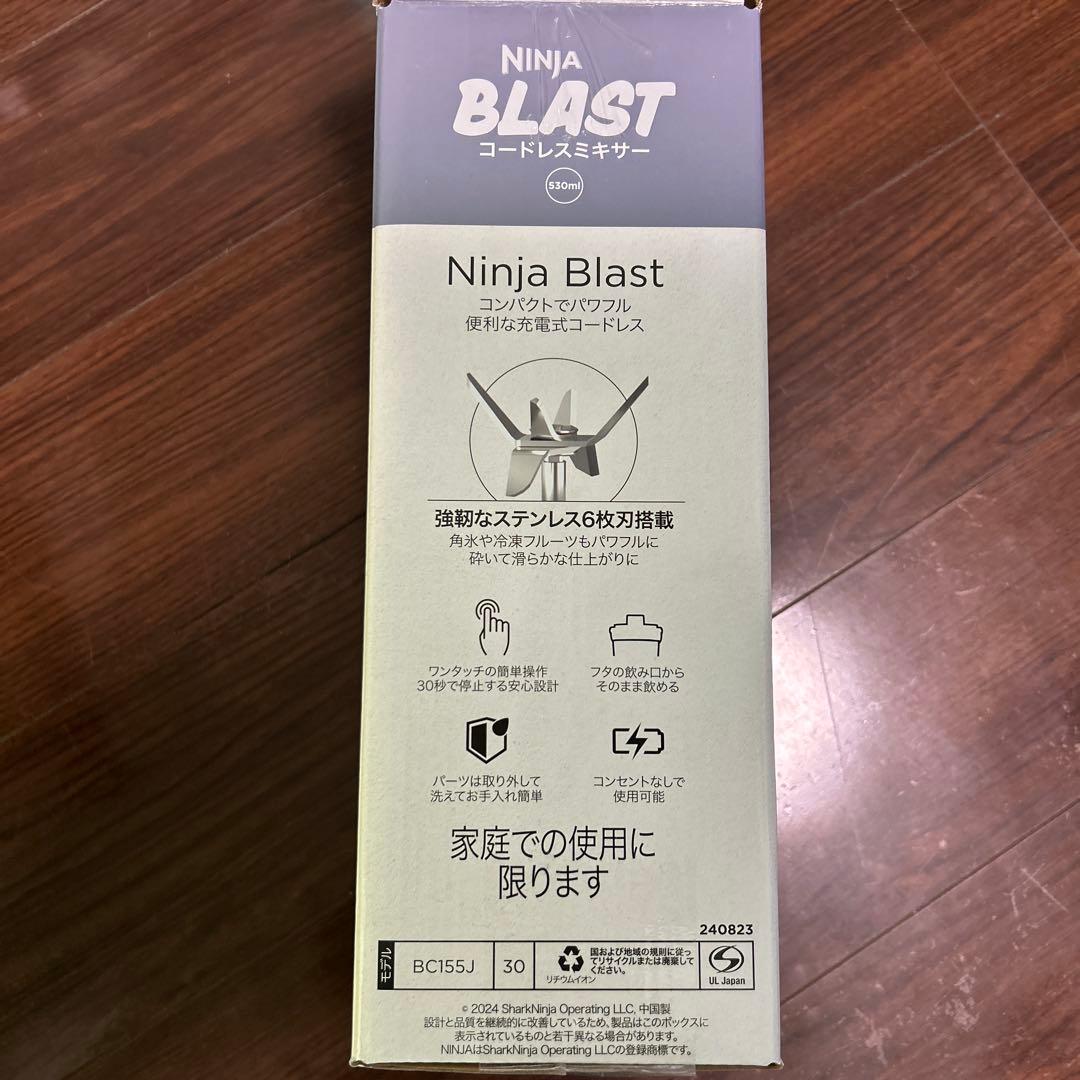 NINJA
BLAST
コードレスミキサー
530ml
Ninja Blast
コンパクトでパワフル
便利な充電式コードレス
強靭なステンレス6枚刃搭載
角氷や冷凍フルーツもパワフルに
砕いて滑らかな仕上がりに
ワンタッチの簡単操作
30秒で停止する安心設計
フタの飲み口から
そのまま飲める
パーツは取り外して
洗えてお手入れ簡単
コンセントなしで
使用可能
家庭での使用に
限ります
240823
モデル
BC155J
30
リチウムイオン
国および地域の規則に従っ
てリサイクルまたは廃棄して
ください。
UL Japan
© 2024 SharkNinja Operating LLC, 中国製
設計と品質を継続的に改善しているため、製品はこのボックスに
表示されているものと若干異なる場合があります。
NINJAはSharkNinja Operating LLCの登録商標です。